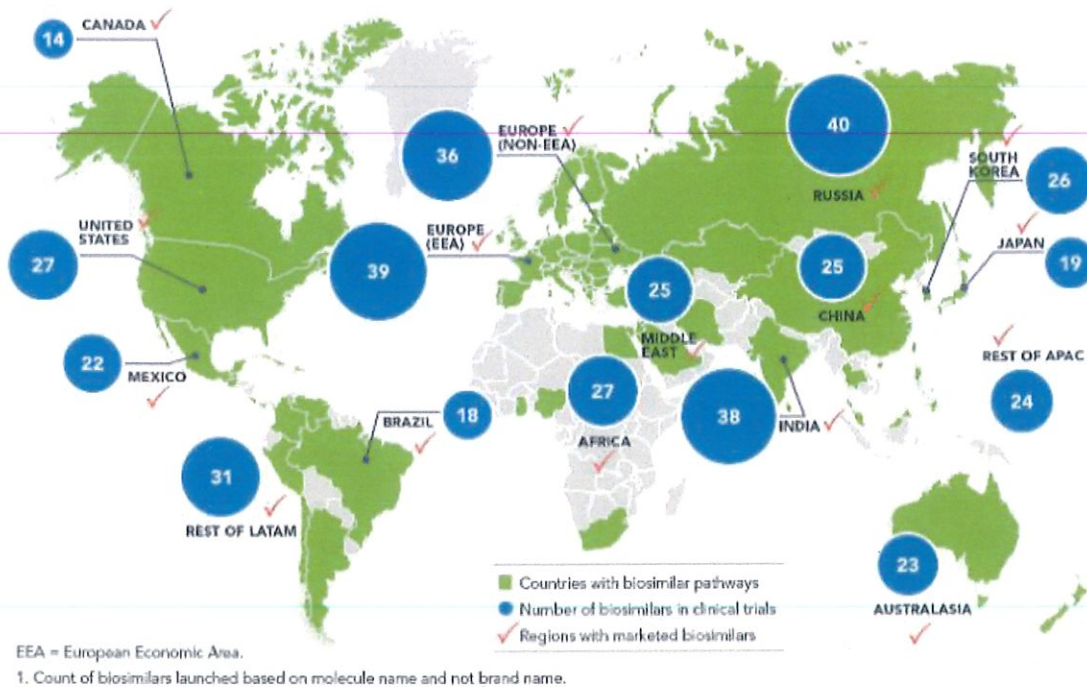 14
CANADA
36
EUROPE
(NON-EEA)
40
RUSSIA
SOUTH
KOREA
26
UNITED
STATES
27
EUROPE
(EEA)
39
25
MIDDLE
EAST
25
CHINA
JAPAN
19
22
MEXICO
BRAZIL
18
27
AFRICA
38
INDIA
REST OF APAC
24
31
REST OF LATAM
23
AUSTRALASIA
Countries with biosimilar pathways
Number of biosimilars in clinical trials
Regions with marketed biosimilars
EEA = European Economic Area.
1. Count of biosimilars launched based on molecule name and not brand name.